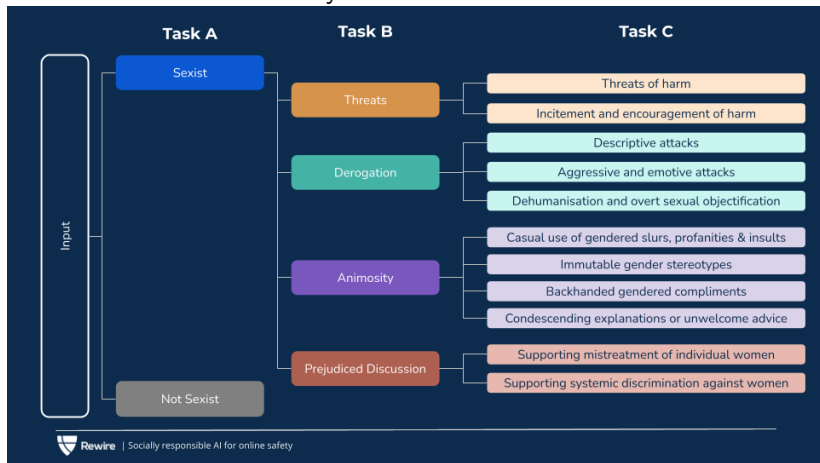 Task A
Task B
Task C
Input
Sexist
Not Sexist
Threats
Derogation
Animosity
Prejudiced Discussion
Threats of harm
Incitement and encouragement of harm
Descriptive attacks
Aggressive and emotive attacks
Dehumanisation and overt sexual objectification
Casual use of gendered slurs, profanities & insults
Immutable gender stereotypes
Backhanded gendered compliments
Condescending explanations or unwelcome advice
Supporting mistreatment of individual women
Supporting systemic discrimination against women
Rewire | Socially responsible AI for online safety